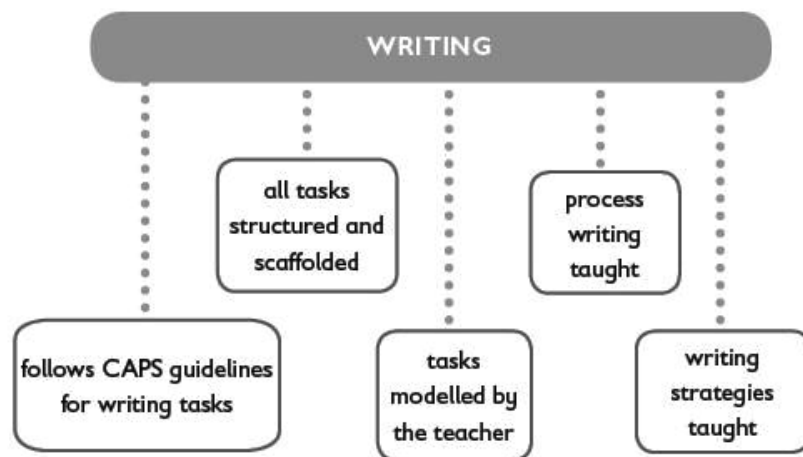 WRITING
all tasks
structured and
scaffolded
process
writing
taught
follows CAPS guidelines
for writing tasks
tasks
modelled by
the teacher
writing
strategies
taught